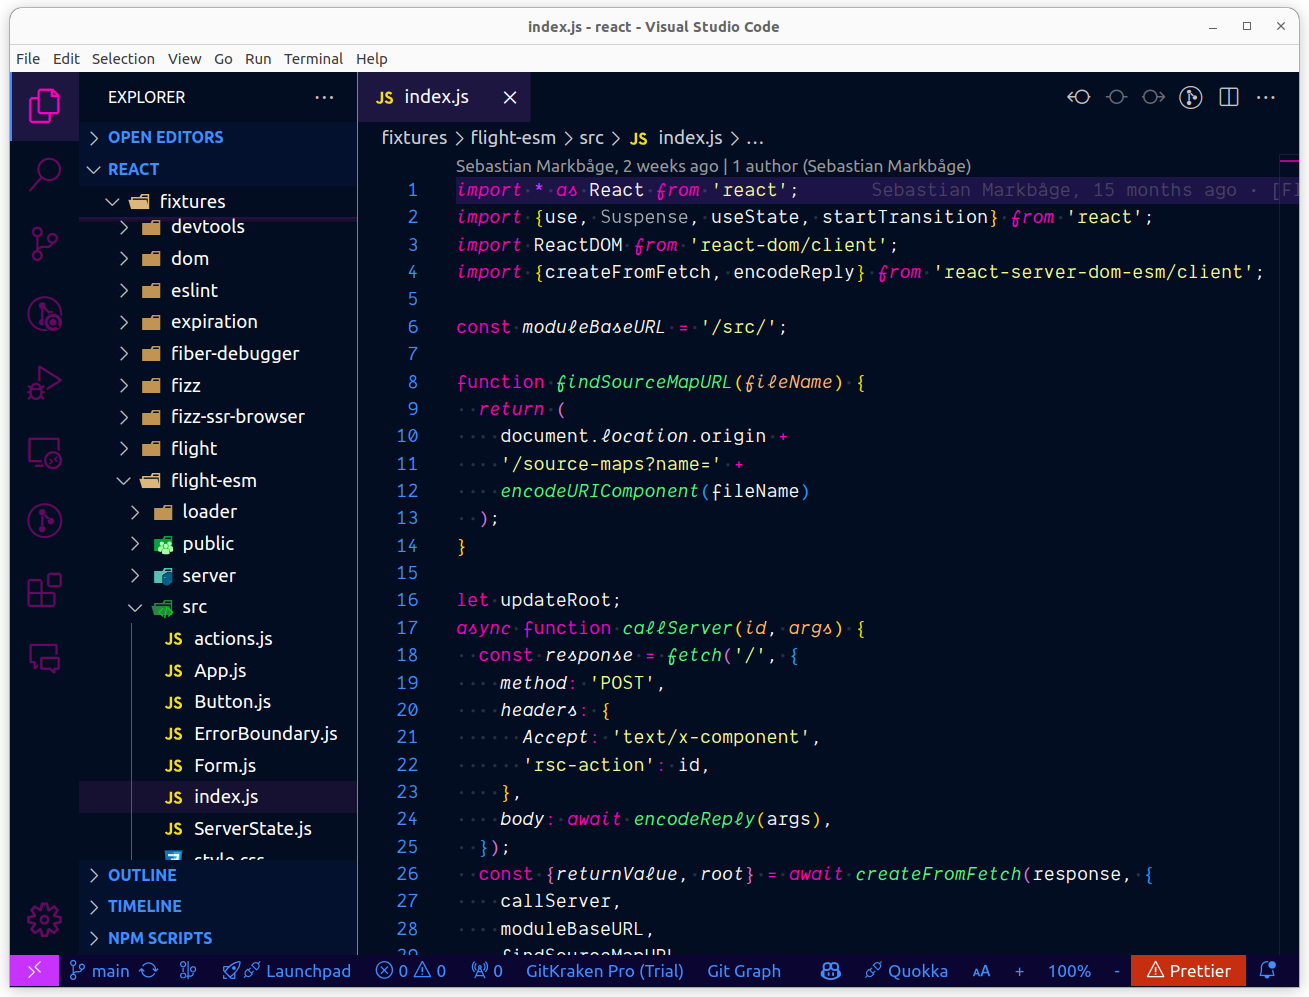 index.js - react - Visual Studio Code
File Edit Selection View Go Run Terminal Help
EXPLORER
OPEN EDITORS
REACT
fixtures
devtools
dom
eslint
expiration
fiber-debugger
fizz
fizz-ssr-browser
flight
flight-esm
loader
public
server
src
JS actions.js
JS App.js
JS Button.js
JS ErrorBoundary.js
JS Form.js
JS index.js
JS ServerState.js
style.css
OUTLINE
TIMELINE
NPM SCRIPTS
JS index.js
fixtures > flight-esm > src > JS index.js > ...
Sebastian Markbåge, 2 weeks ago | 1 author (Sebastian Markbåge)
1 import * as React from 'react'; Sebastian Markbåge, 15 months ago • [Fl
2 import {use, Suspense, useState, startTransition} from 'react';
3 import ReactDOM from 'react-dom/client';
4 import {createFromFetch, encodeReply} from 'react-server-dom-esm/client';
5
6 const moduleBaseURL = '/src/';
7
8 function findSourceMapURL(fileName) {
9 return (
10 document.location.origin +
11 '/source-maps?name=' +
12 encodeURIComponent(fileName)
13 );
14 }
15
16 let updateRoot;
17 async function callServer(id, args) {
18 const response = fetch('/', {
19 method: 'POST',
20 headers: {
21 Accept: 'text/x-component',
22 'rsc-action': id,
23 },
24 body: await encodeReply(args),
25 });
26 const {returnValue, root} = await createFromFetch(response, {
27 callServer,
28 moduleBaseURL,
29 findSourceMapURL
main Launchpad 0 0 0 GitKraken Pro (Trial) Git Graph Quokka AA + 100% - Prettier